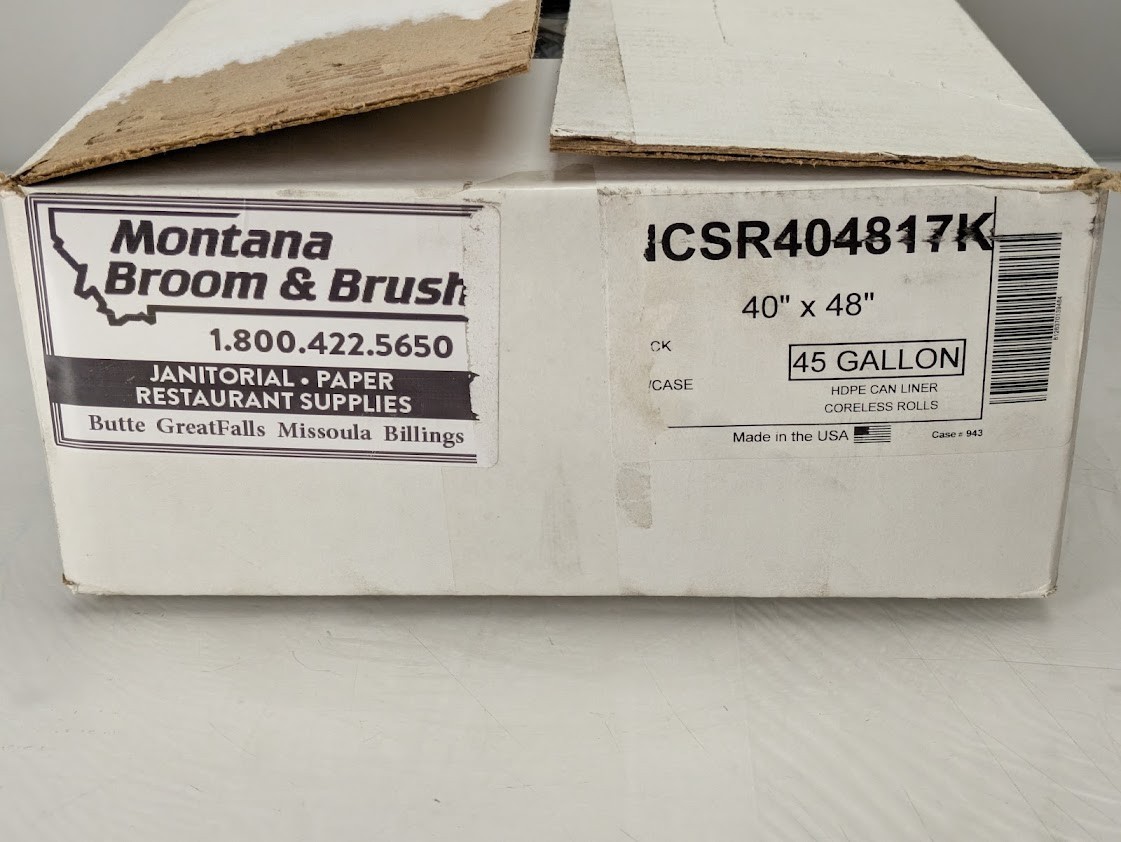 Montana
Broom & Brush
1.800.422.5650
JANITORIAL • PAPER
RESTAURANT SUPPLIES
Butte GreatFalls Missoula Billings
ICSR404817K
40" x 48"
CK
45 GALLON
/CASE
HDPE CAN LINER
CORELESS ROLLS
Made in the USA
Case # 943